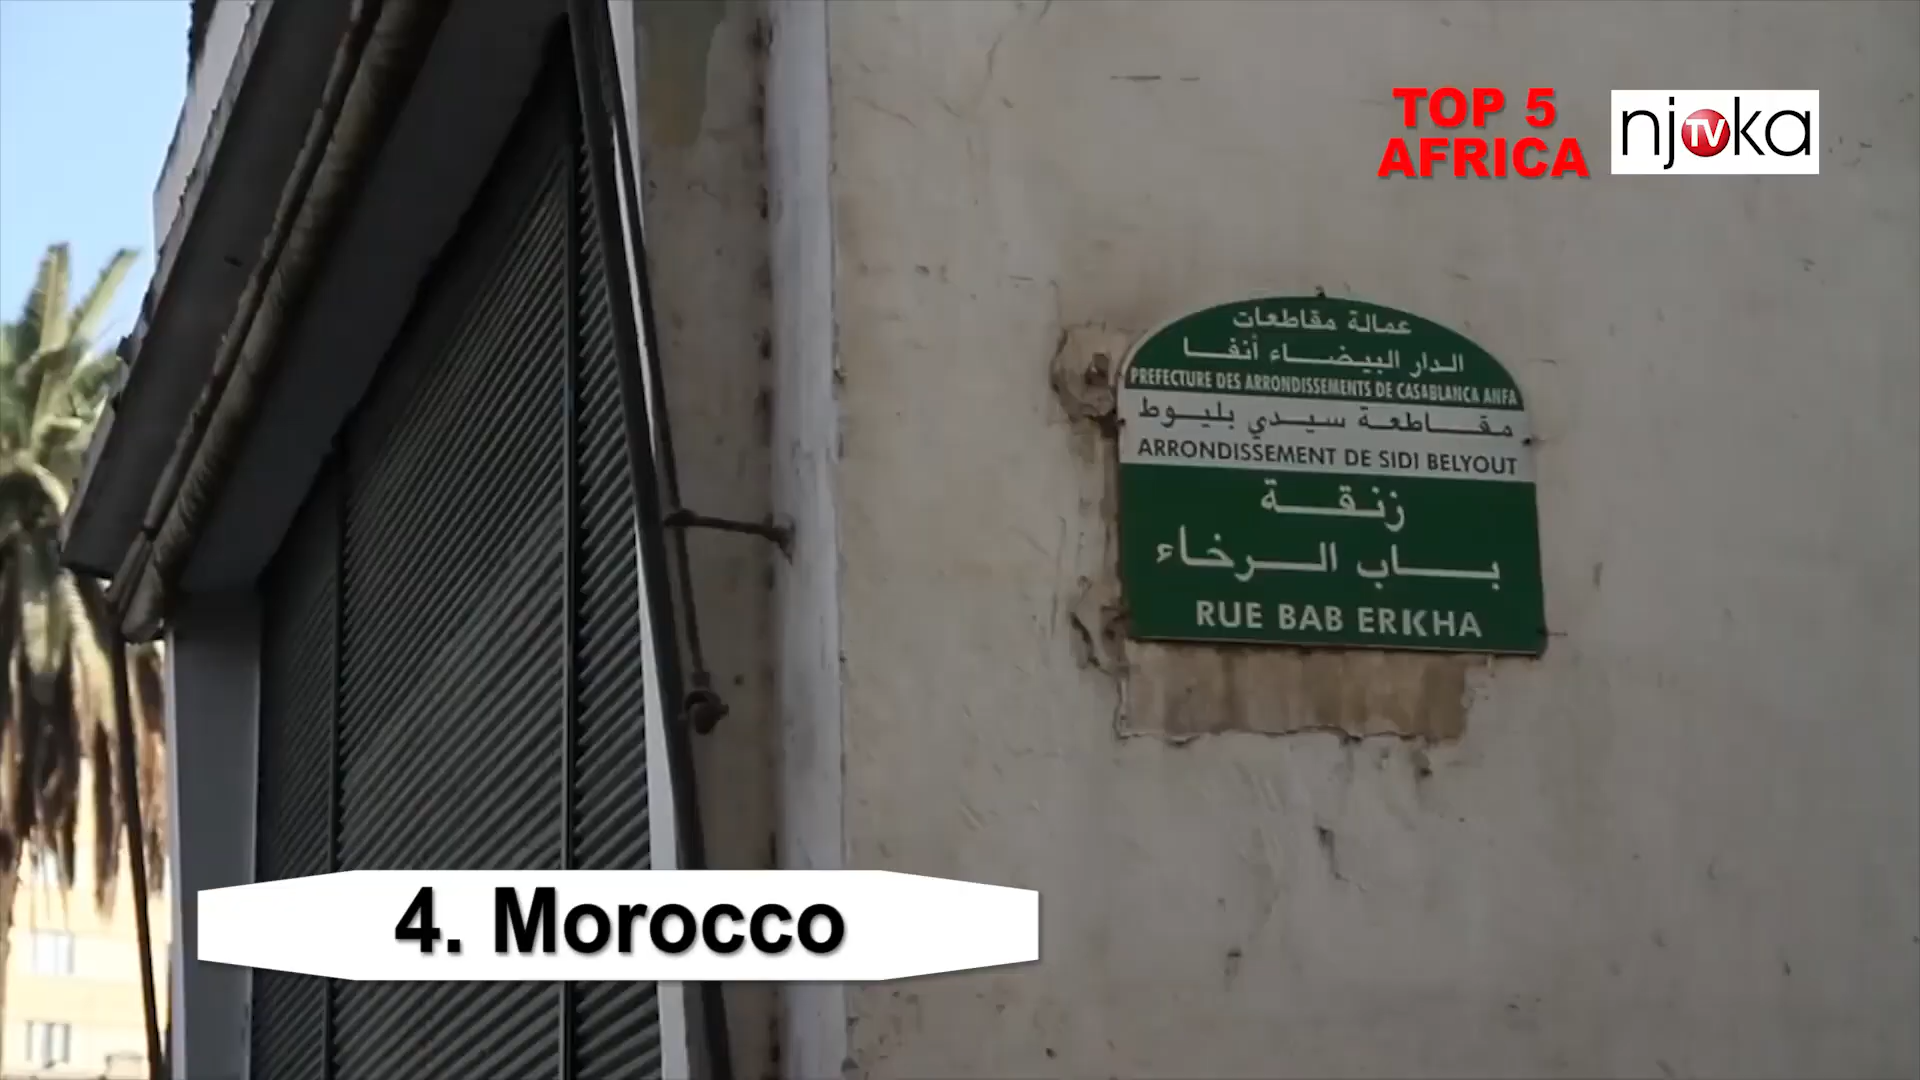 TOP 5
AFRICA
njTVka
عمالة مقاطعات
الدار البيضاء أنفا
PREFECTURE DES ARRONDISSEMENTS DE CASABLANCA ANFA
مقاطعة سيدي بليوط
ARRONDISSEMENT DE SIDI BELYOUT
زنقة
باب الرخاء
RUE BAB ERKHA
4. Morocco